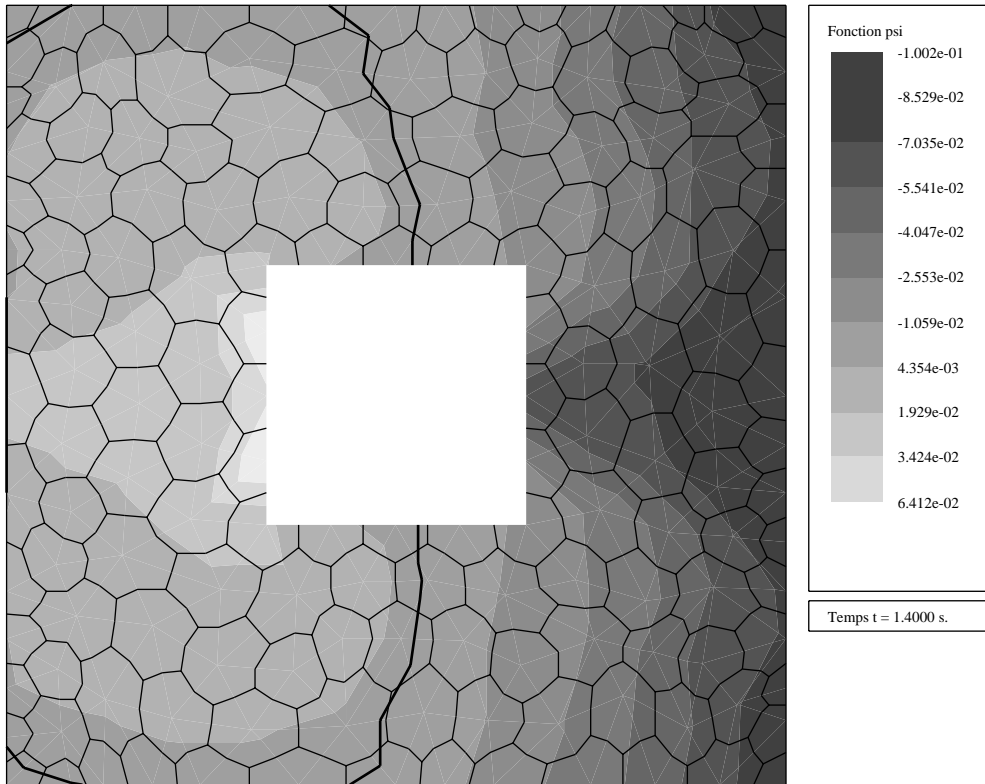 Fonction psi
-1.002e-01
-8.529e-02
-7.035e-02
-5.541e-02
-4.047e-02
-2.553e-02
-1.059e-02
4.354e-03
1.929e-02
3.424e-02
6.412e-02
Temps t = 1.4000 s.